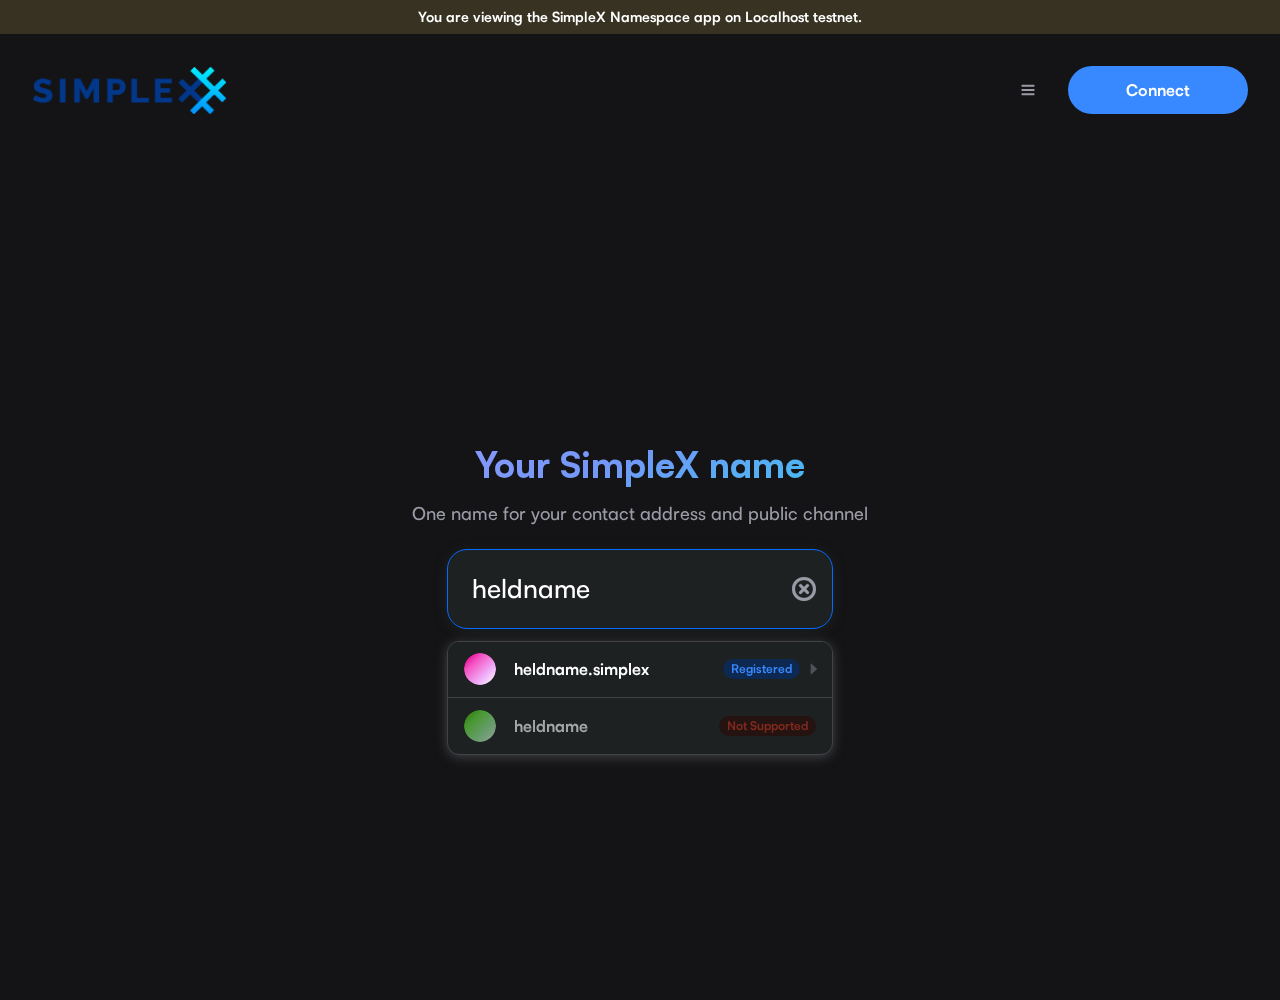 You are viewing the SimpleX Namespace app on Localhost testnet.
SIMPLEX
Connect
Your SimpleX name
One name for your contact address and public channel
heldname
heldname.simplex
Registered
heldname
Not Supported